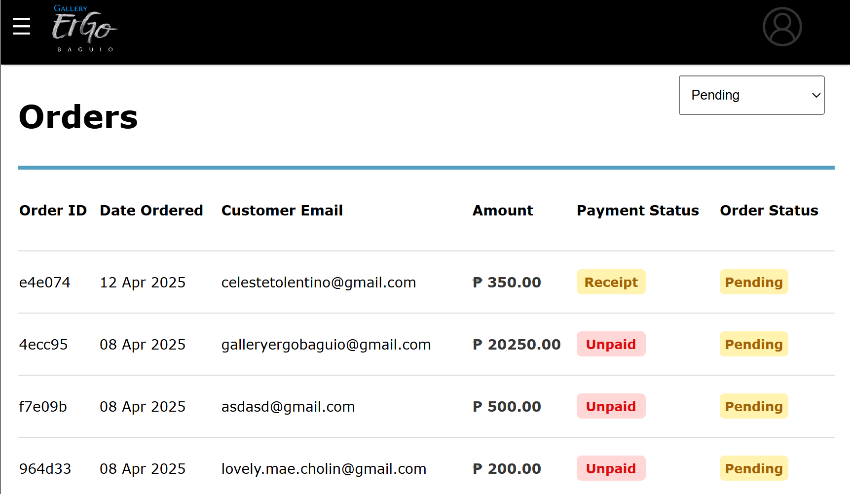 GALLERY
ErGo
BAGUIO
Pending
Orders
Order ID Date Ordered Customer Email Amount Payment Status Order Status
e4e074 12 Apr 2025 celestetolentino@gmail.com ₱ 350.00 Receipt Pending
4ecc95 08 Apr 2025 galleryergobaguio@gmail.com ₱ 20250.00 Unpaid Pending
f7e09b 08 Apr 2025 asdasd@gmail.com ₱ 500.00 Unpaid Pending
964d33 08 Apr 2025 lovely.mae.cholin@gmail.com ₱ 200.00 Unpaid Pending